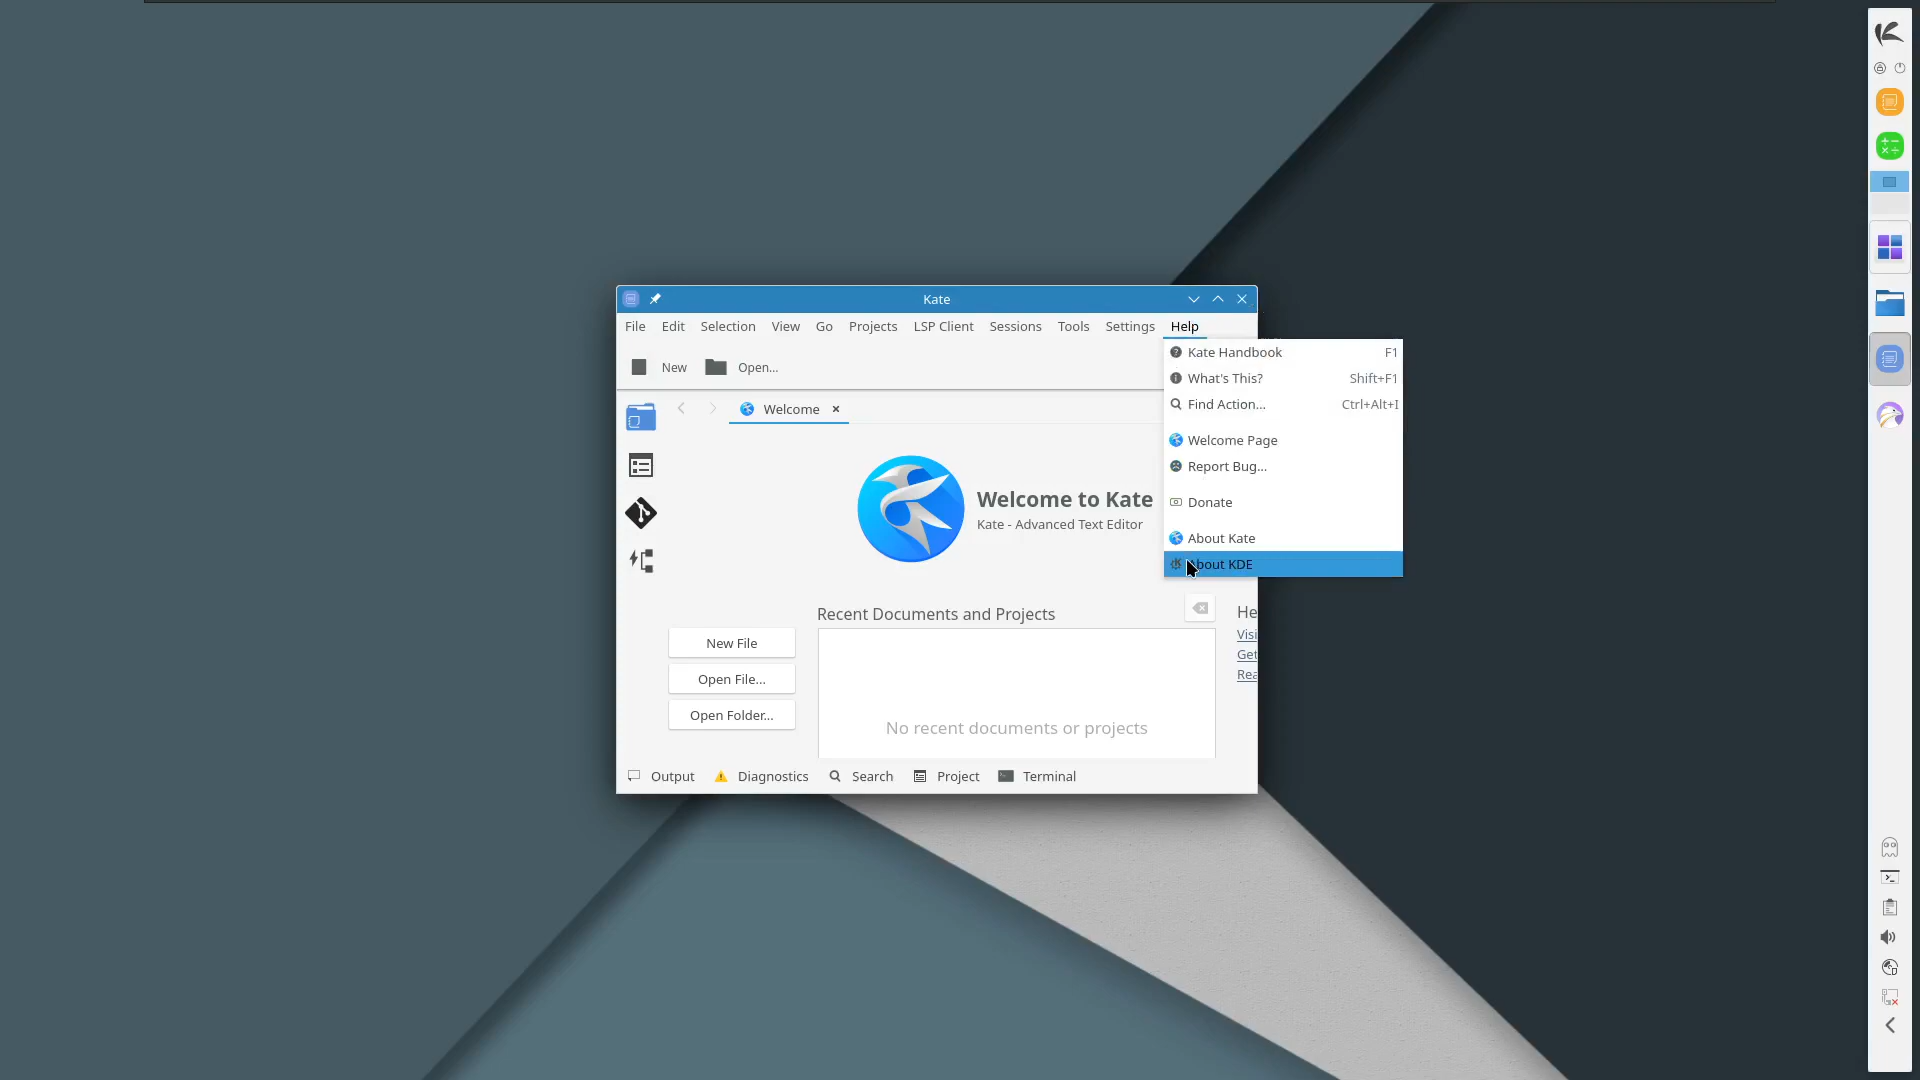 Kate
File Edit Selection View Go Projects LSP Client Sessions Tools Settings Help
New Open...
Kate Handbook F1
What's This? Shift+F1
Find Action... Ctrl+Alt+I
Welcome Page
Report Bug...
Donate
About Kate
About KDE
Welcome
Welcome to Kate
Kate - Advanced Text Editor
Recent Documents and Projects
New File
Open File...
Open Folder...
No recent documents or projects
Output Diagnostics Search Project Terminal